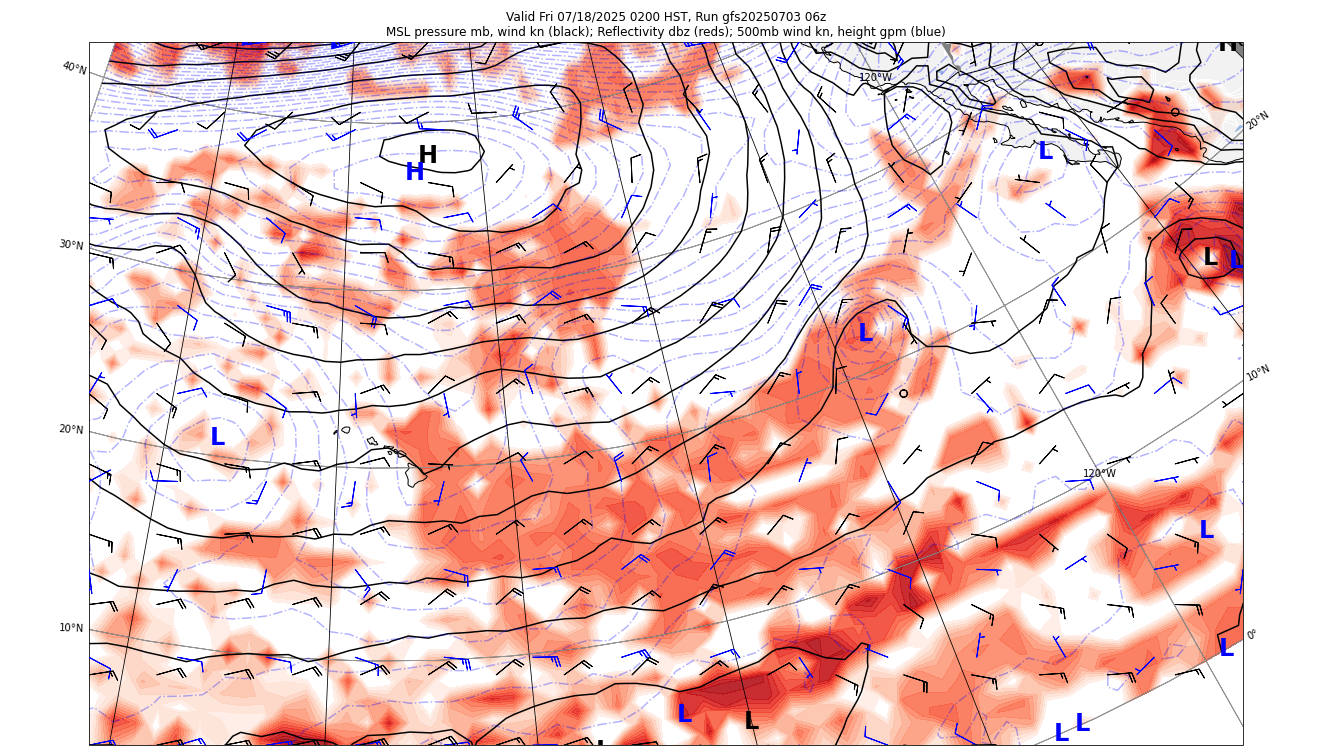 Valid Fri 07/18/2025 0200 HST, Run gfs20250703 06z
MSL pressure mb, wind kn (black); Reflectivity dbz (reds); 500mb wind kn, height gpm (blue)
H
40°N
120°W
20°N
L
H
H
30°N
L
L
L
10°N
20°N
L
120°W
L
10°N
0°
L
L
L
L
L